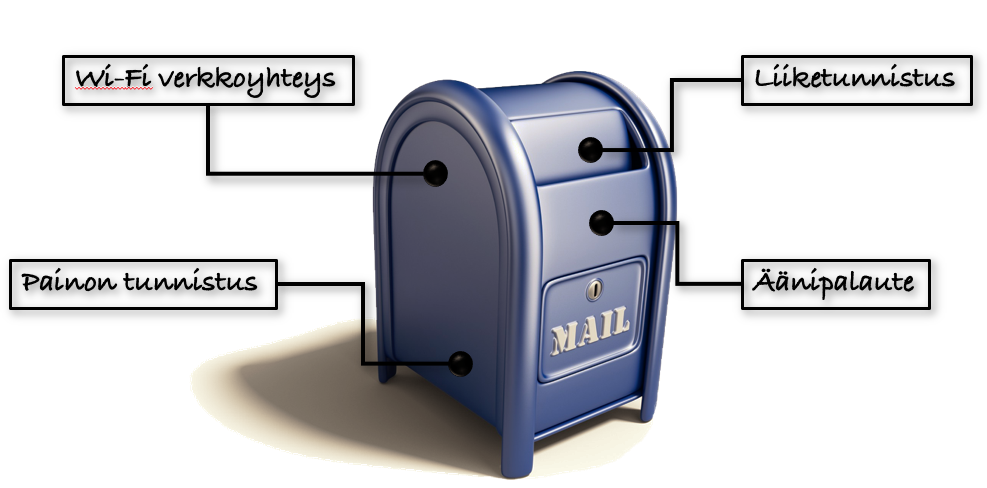 Wi-Fi verkkoyhteys
Liiketunnistus
Painon tunnistus
Äänipalaute
MAIL